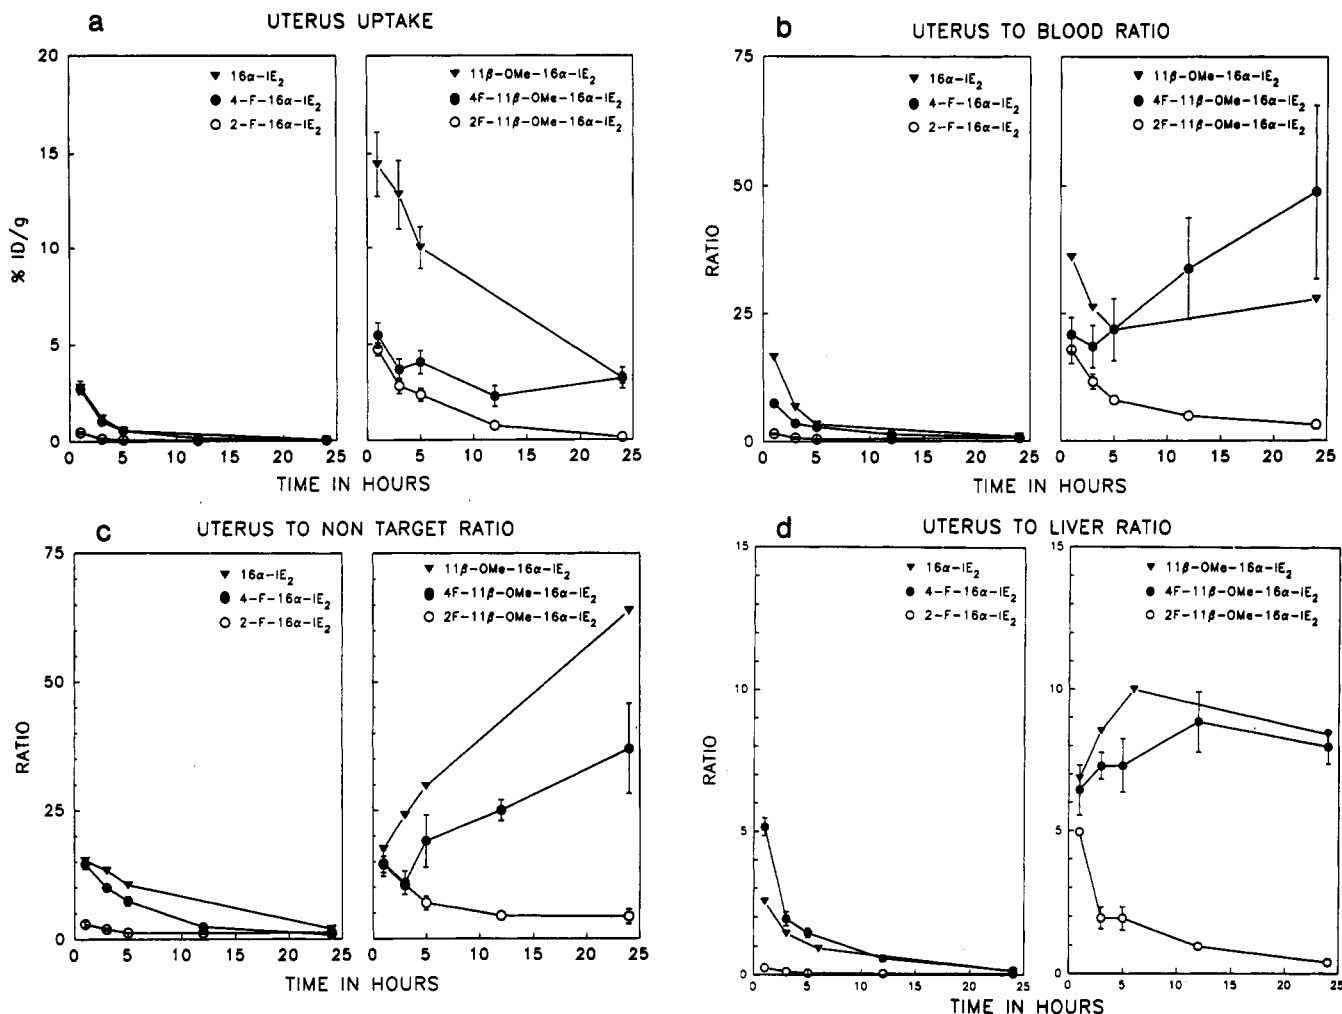 a
UTERUS UPTAKE
% ID/g
20
15
10
5
0
▼ 16α-IE₂
● 4-F-16α-IE₂
○ 2-F-16α-IE₂
▼ 11β-OMe-16α-IE₂
● 4F-11β-OMe-16α-IE₂
○ 2F-11β-OMe-16α-IE₂
0 5 10 15 20 25 0 5 10 15 20 25
TIME IN HOURS
b
UTERUS TO BLOOD RATIO
RATIO
75
50
25
0
▼ 16α-IE₂
● 4-F-16α-IE₂
○ 2-F-16α-IE₂
▼ 11β-OMe-16α-IE₂
● 4F-11β-OMe-16α-IE₂
○ 2F-11β-OMe-16α-IE₂
0 5 10 15 20 25 0 5 10 15 20 25
TIME IN HOURS
c
UTERUS TO NON TARGET RATIO
RATIO
75
50
25
0
▼ 16α-IE₂
● 4-F-16α-IE₂
○ 2-F-16α-IE₂
▼ 11β-OMe-16α-IE₂
● 4F-11β-OMe-16α-IE₂
○ 2F-11β-OMe-16α-IE₂
0 5 10 15 20 25 0 5 10 15 20 25
TIME IN HOURS
d
UTERUS TO LIVER RATIO
RATIO
15
10
5
0
▼ 16α-IE₂
● 4-F-16α-IE₂
○ 2-F-16α-IE₂
15
10
5
0
▼ 11β-OMe-16α-IE₂
● 4F-11β-OMe-16α-IE₂
○ 2F-11β-OMe-16α-IE₂
0 5 10 15 20 25 0 5 10 15 20 25
TIME IN HOURS